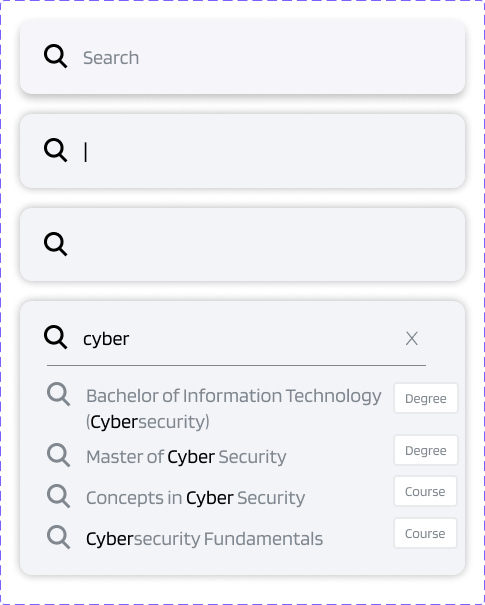 Search
|
cyber X
Bachelor of Information Technology Degree
(Cybersecurity)
Master of Cyber Security Degree
Concepts in Cyber Security Course
Cybersecurity Fundamentals Course